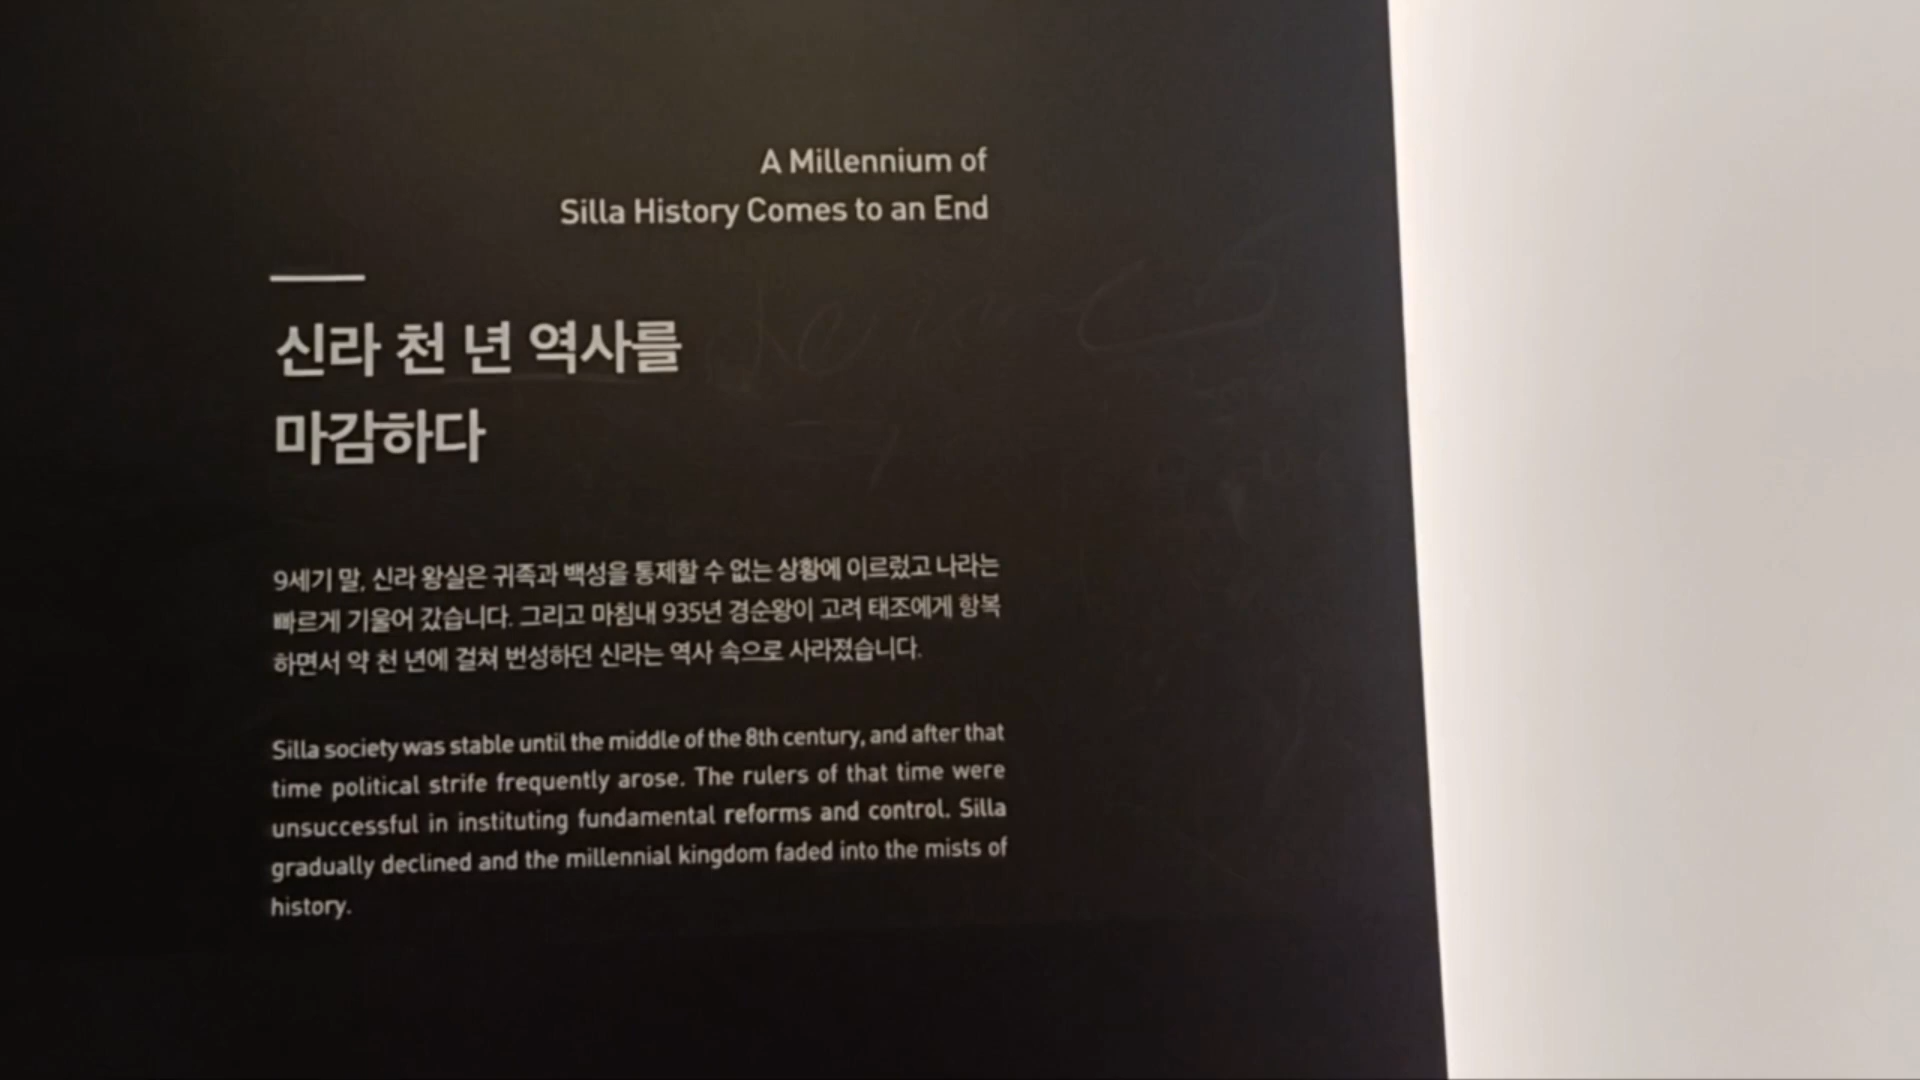 A Millennium of
Silla History Comes to an End
신라 천 년 역사를
마감하다
9세기 말, 신라 왕실은 귀족과 백성을 통제할 수 없는 상황에 이르렀고 나라는
빠르게 기울어 갔습니다. 그리고 마침내 935년 경순왕이 고려 태조에게 항복
하면서 약 천 년에 걸쳐 번성하던 신라는 역사 속으로 사라졌습니다.
Silla society was stable until the middle of the 8th century, and after that
time political strife frequently arose. The rulers of that time were
unsuccessful in instituting fundamental reforms and control. Silla
gradually declined and the millennial kingdom faded into the mists of
history.